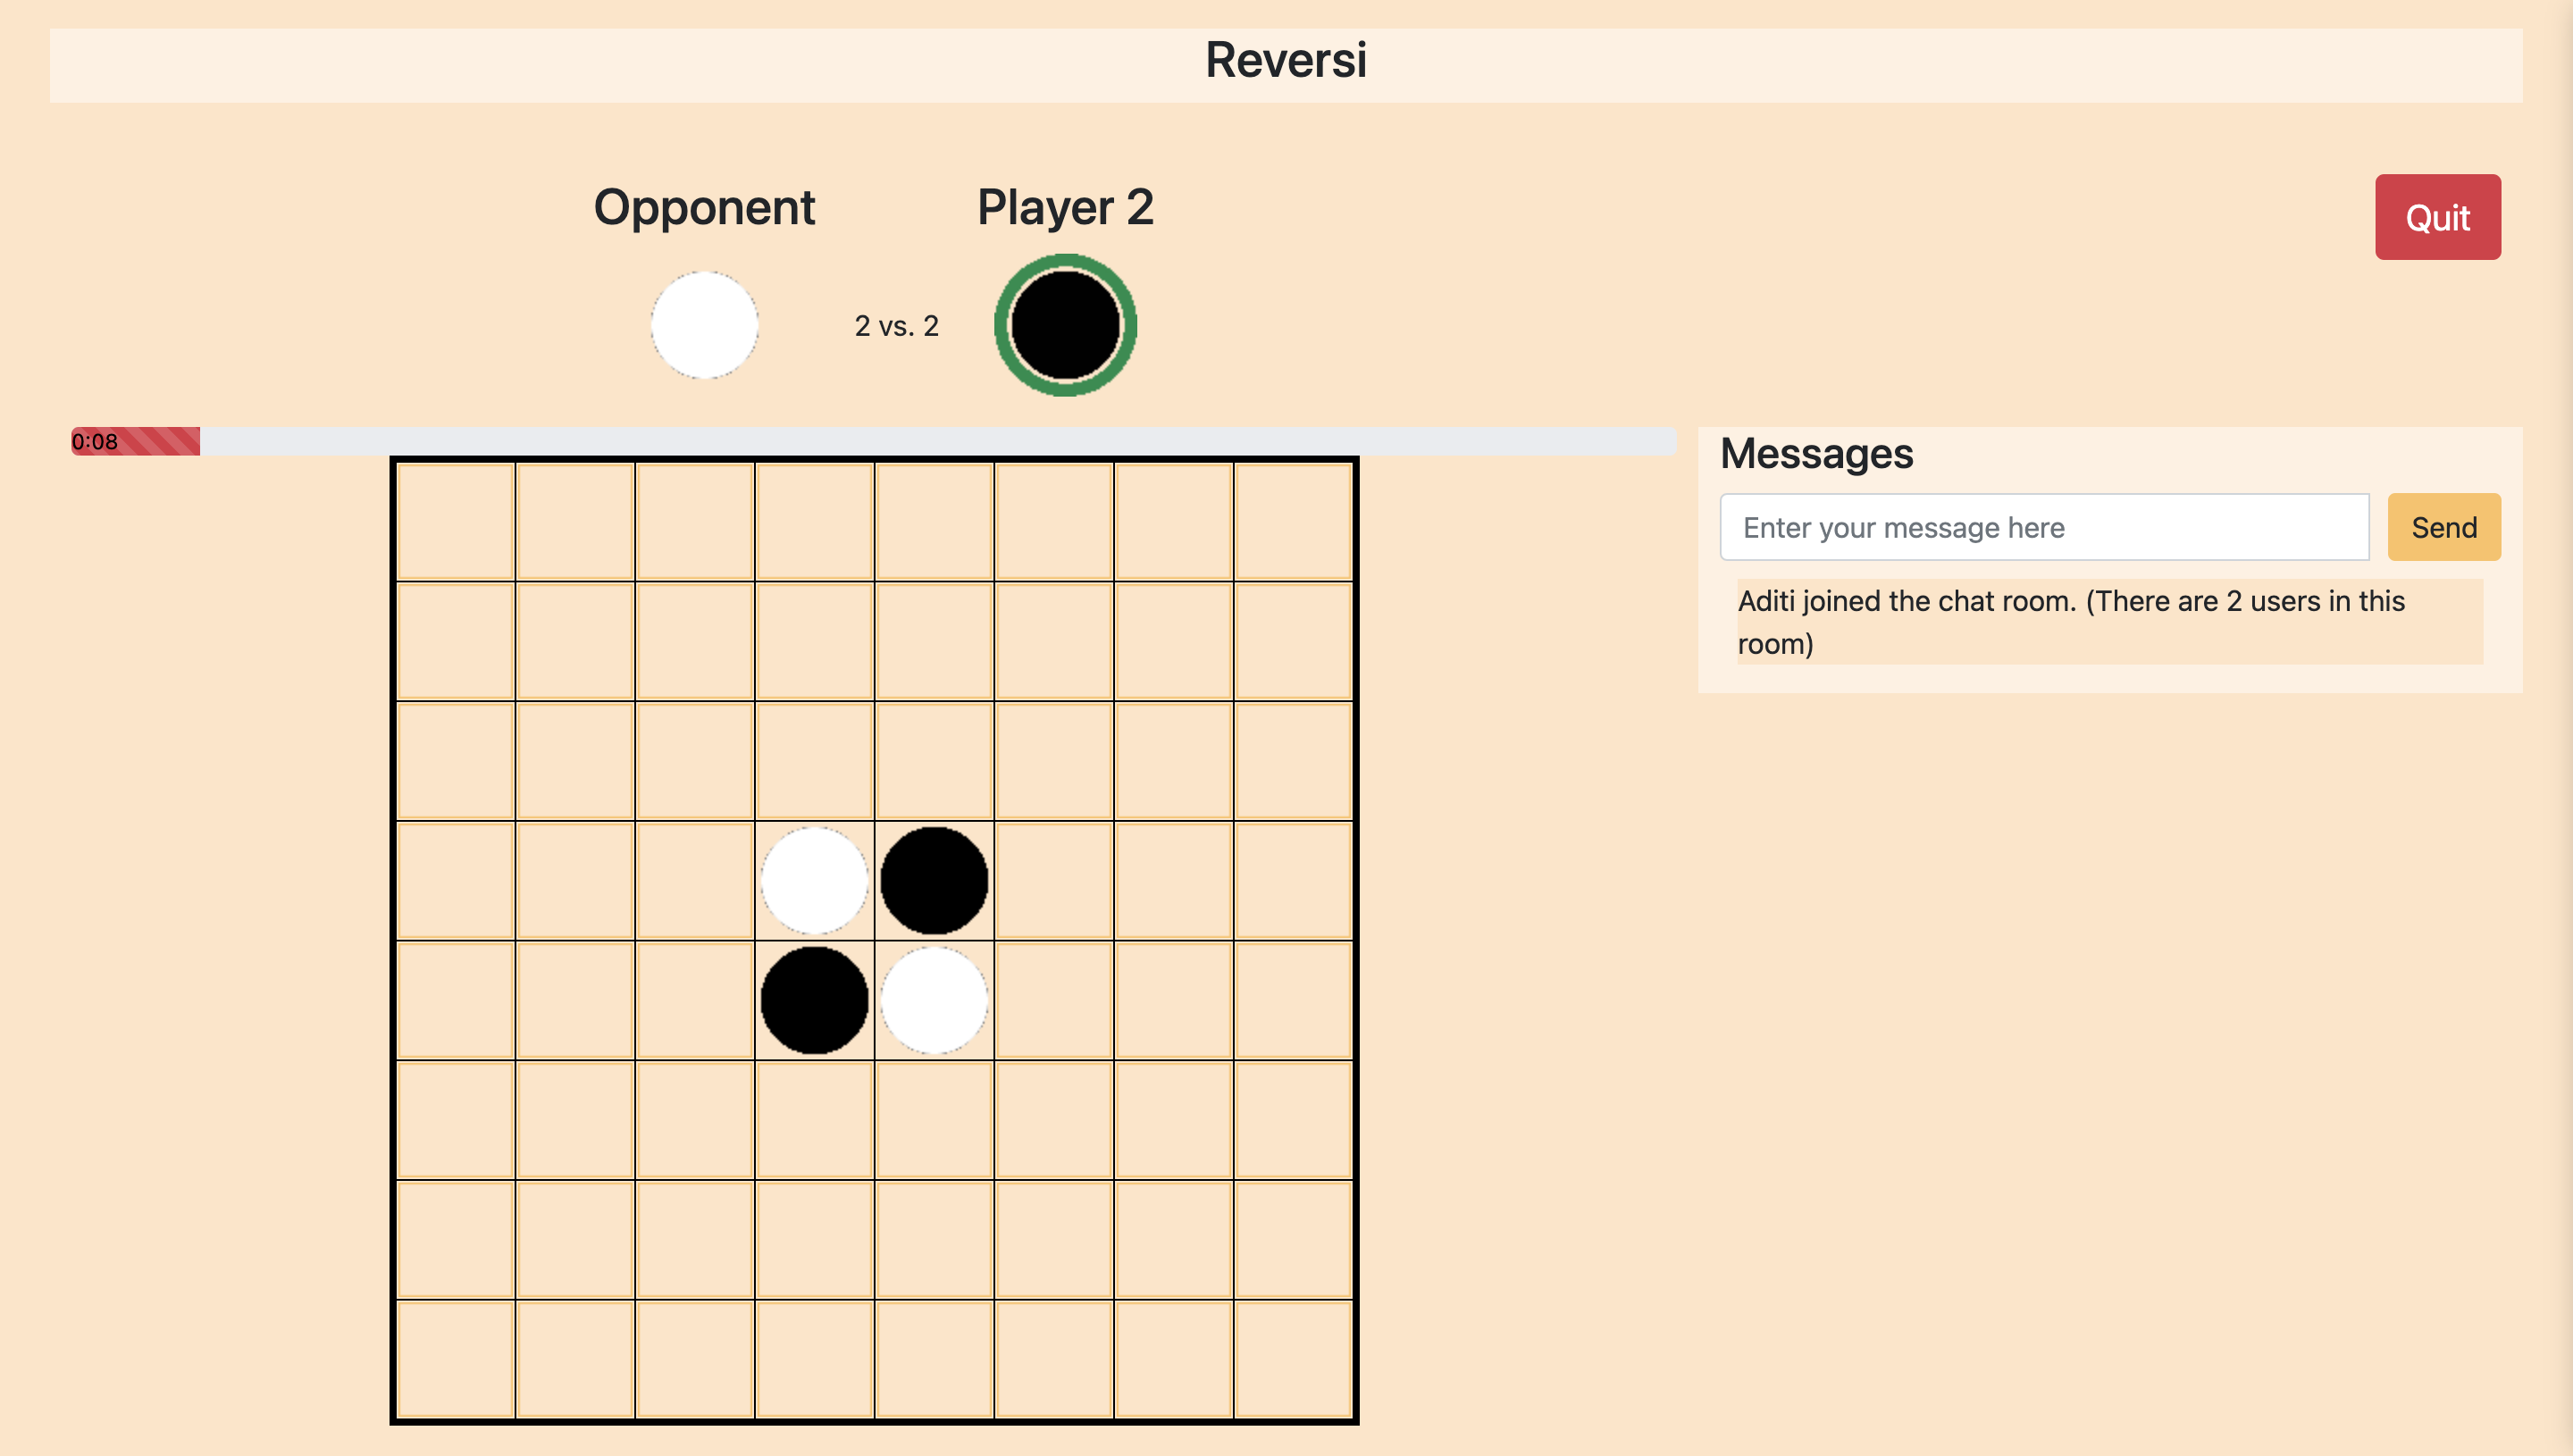 Reversi
Opponent
Player 2
Quit
2 vs. 2
0:08
Messages
Enter your message here
Send
Aditi joined the chat room. (There are 2 users in this
room)